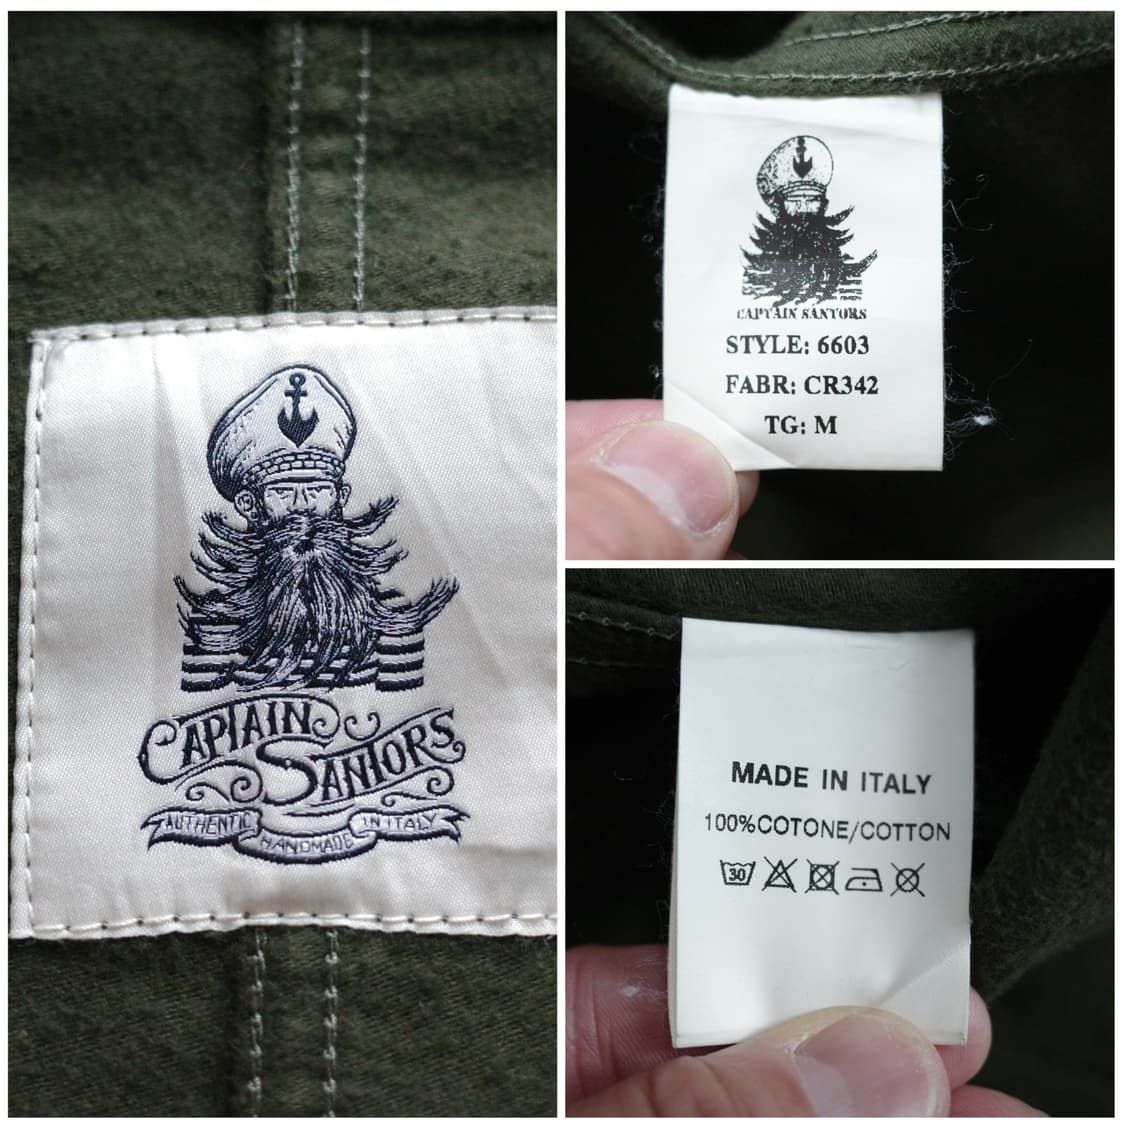 CAPTAIN
SANTORS
AUTHENTIC HANDMADE IN ITALY
CAPTAIN SANTORS
STYLE: 6603
FABR: CR342
TG: M
MADE IN ITALY
100%COTONE/COTTON
30